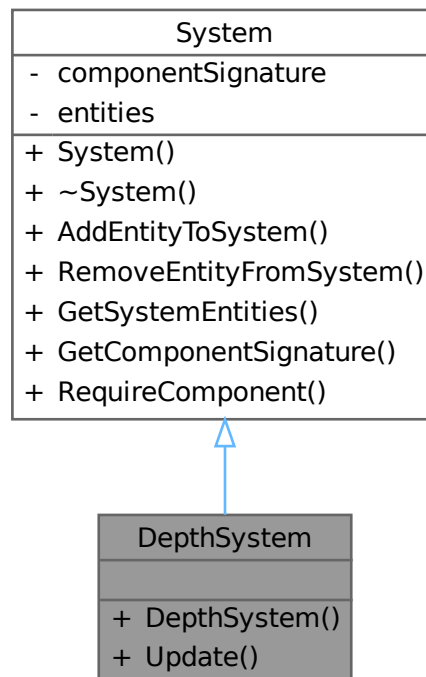 System
- componentSignature
- entities
+ System()
+ ~System()
+ AddEntityToSystem()
+ RemoveEntityFromSystem()
+ GetSystemEntities()
+ GetComponentSignature()
+ RequireComponent()
DepthSystem
+ DepthSystem()
+ Update()